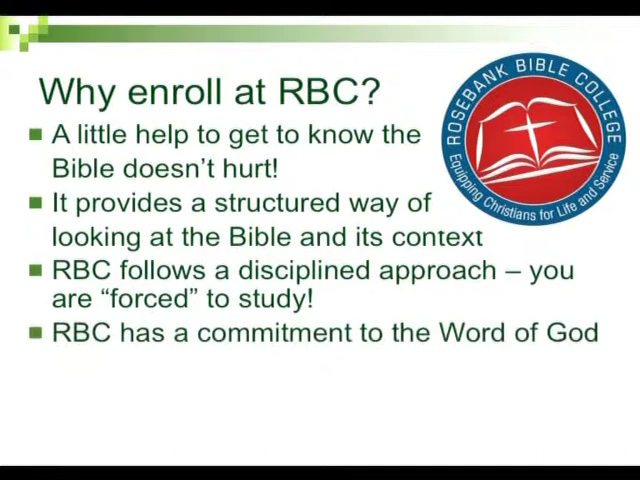 Why enroll at RBC?
A little help to get to know the
Bible doesn't hurt!
It provides a structured way of
looking at the Bible and its context
RBC follows a disciplined approach – you
are “forced” to study!
RBC has a commitment to the Word of God
ROSEBANK BIBLE COLLEGE
Equipping Christians for Life and Service